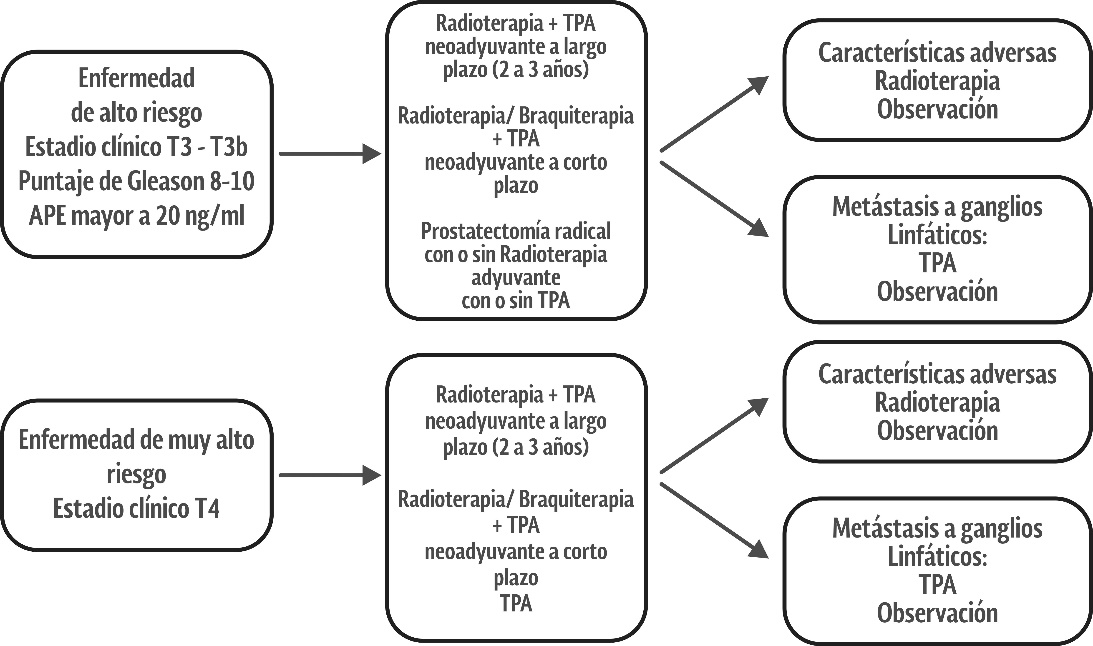 Enfermedad
de alto riesgo
Estadio clínico T3 - T3b
Puntaje de Gleason 8-10
APE mayor a 20 ng/ml
Radioterapia + TPA
neoadyuvante a largo
plazo (2 a 3 años)
Radioterapia/ Braquiterapia
+ TPA
neoadyuvante a corto
plazo
Prostatectomía radical
con o sin Radioterapia
adyuvante
con o sin TPA
Características adversas
Radioterapia
Observación
Metástasis a ganglios
Linfáticos:
TPA
Observación
Enfermedad de muy alto
riesgo
Estadio clínico T4
Radioterapia + TPA
neoadyuvante a largo
plazo (2 a 3 años)
Radioterapia/ Braquiterapia
+ TPA
neoadyuvante a corto
plazo
TPA
Características adversas
Radioterapia
Observación
Metástasis a ganglios
Linfáticos:
TPA
Observación